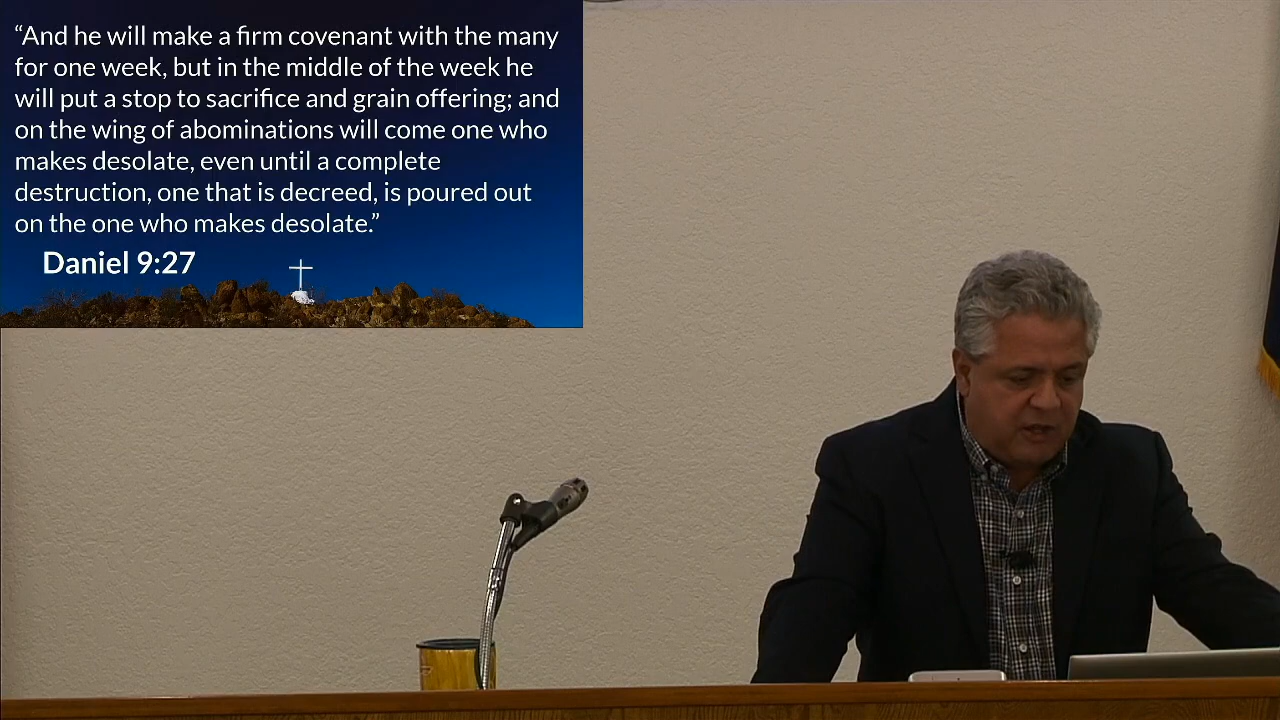 “And he will make a firm covenant with the many
for one week, but in the middle of the week he
will put a stop to sacrifice and grain offering; and
on the wing of abominations will come one who
makes desolate, even until a complete
destruction, one that is decreed, is poured out
on the one who makes desolate.”
Daniel 9:27